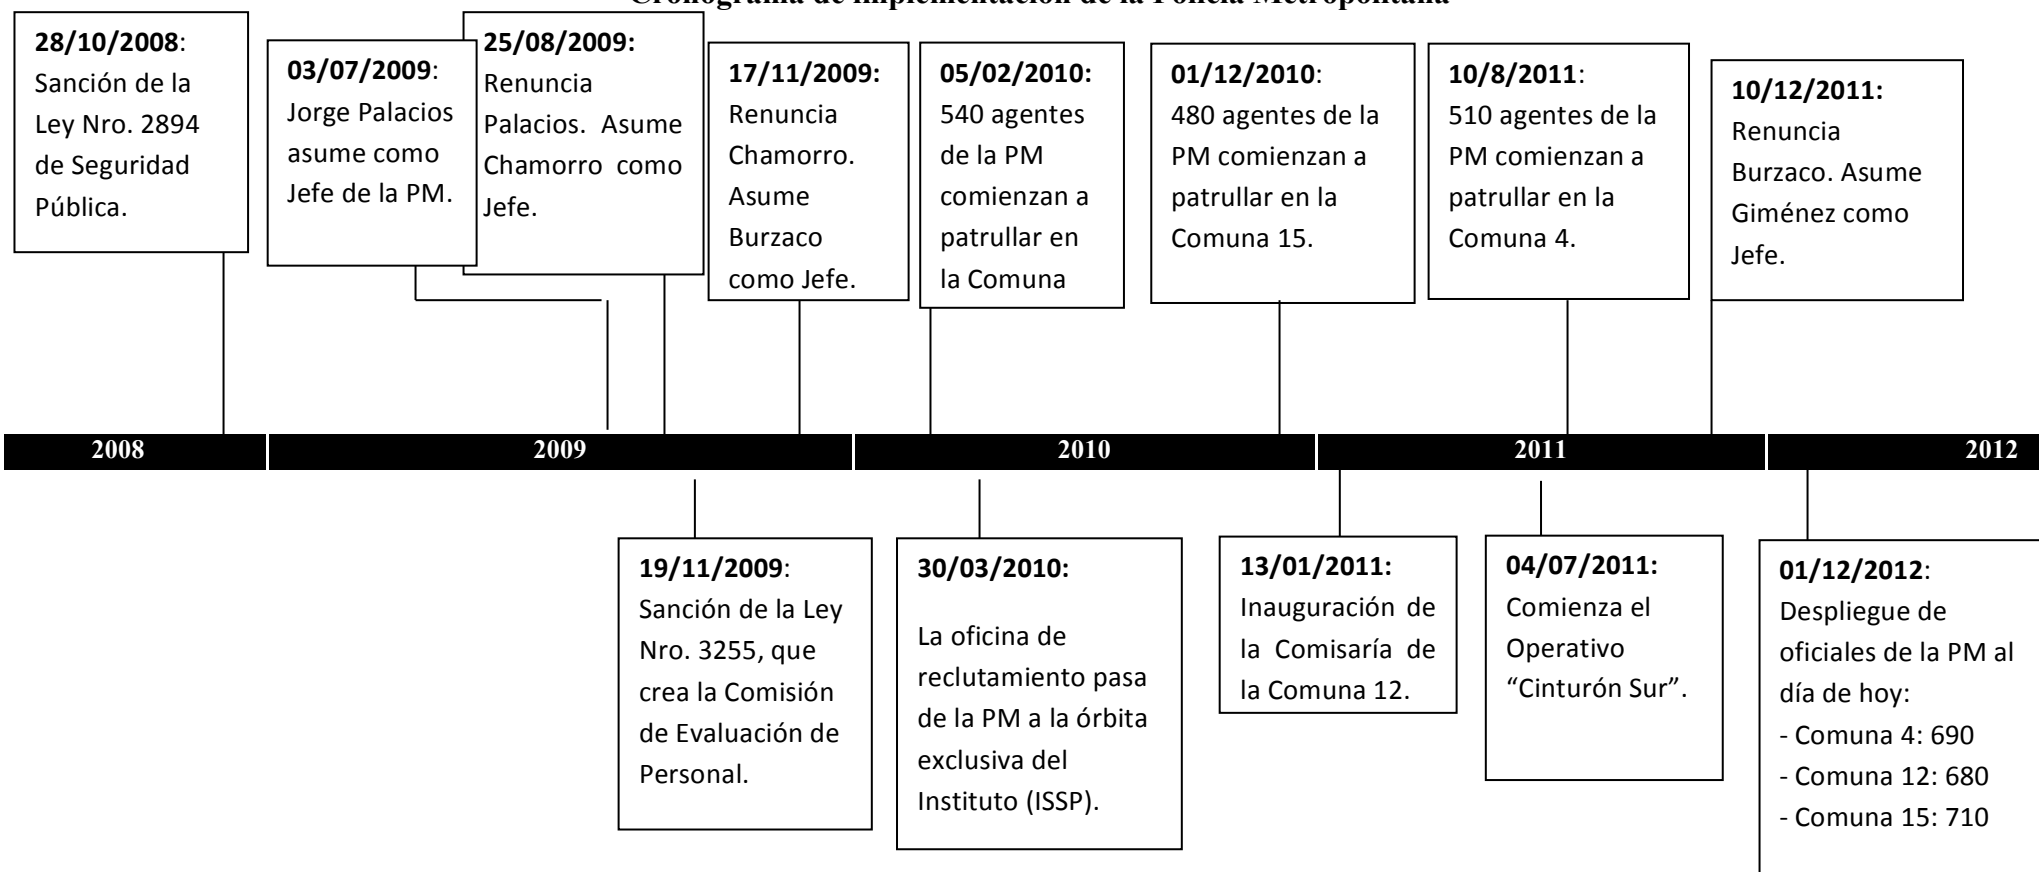 Cronograma de implementación de la Policía Metropolitana
28/10/2008:
Sanción de la
Ley Nro. 2894
de Seguridad
Pública.
03/07/2009:
Jorge Palacios
asume como
Jefe de la PM.
25/08/2009:
Renuncia
Palacios. Asume
Chamorro como
Jefe.
17/11/2009:
Renuncia
Chamorro.
Asume
Burzaco
como Jefe.
05/02/2010:
540 agentes
de la PM
comienzan a
patrullar en
la Comuna
01/12/2010:
480 agentes de la
PM comienzan a
patrullar en la
Comuna 15.
10/8/2011:
510 agentes de la
PM comienzan a
patrullar en la
Comuna 4.
10/12/2011:
Renuncia
Burzaco. Asume
Giménez como
Jefe.
2008
2009
2010
2011
2012
19/11/2009:
Sanción de la Ley
Nro. 3255, que
crea la Comisión
de Evaluación de
Personal.
30/03/2010:
La oficina de
reclutamiento pasa
de la PM a la órbita
exclusiva del
Instituto (ISSP).
13/01/2011:
Inauguración de
la Comisaría de
la Comuna 12.
04/07/2011:
Comienza el
Operativo
“Cinturón Sur”.
01/12/2012:
Despliegue de
oficiales de la PM al
día de hoy:
- Comuna 4: 690
- Comuna 12: 680
- Comuna 15: 710